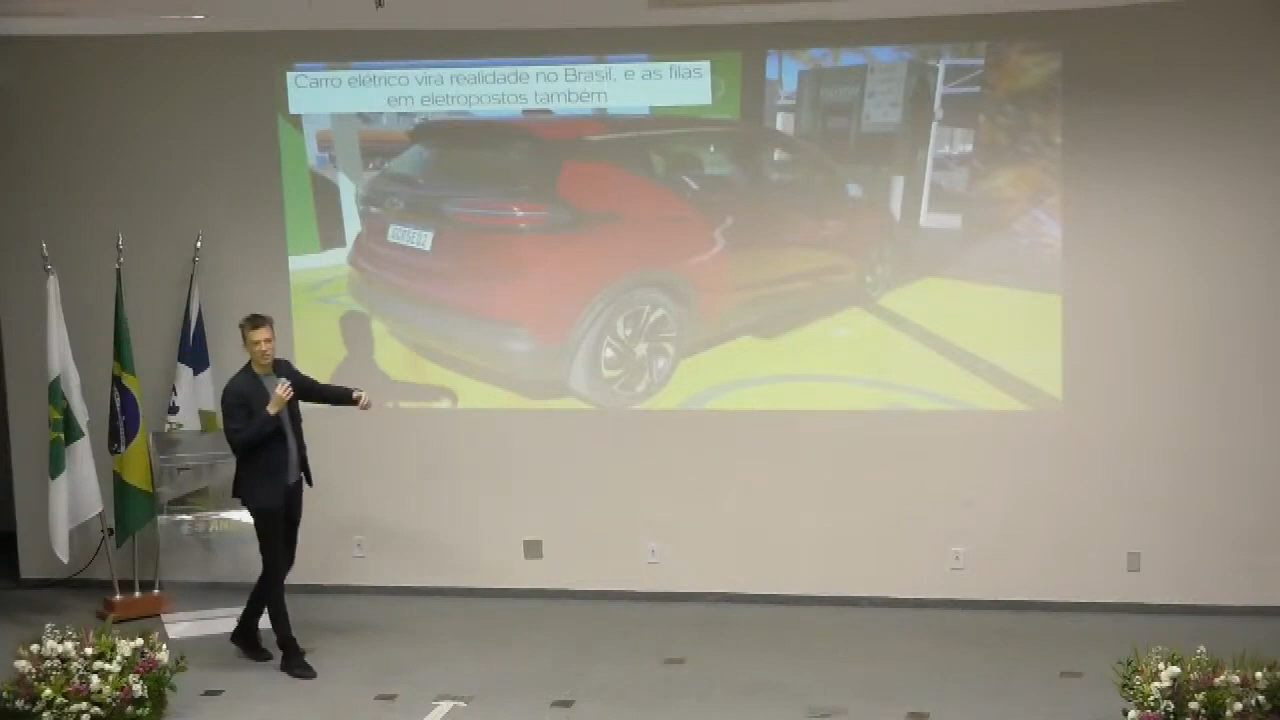 Carro elétrico vira realidade no Brasil, e as filas
em eletropostos também